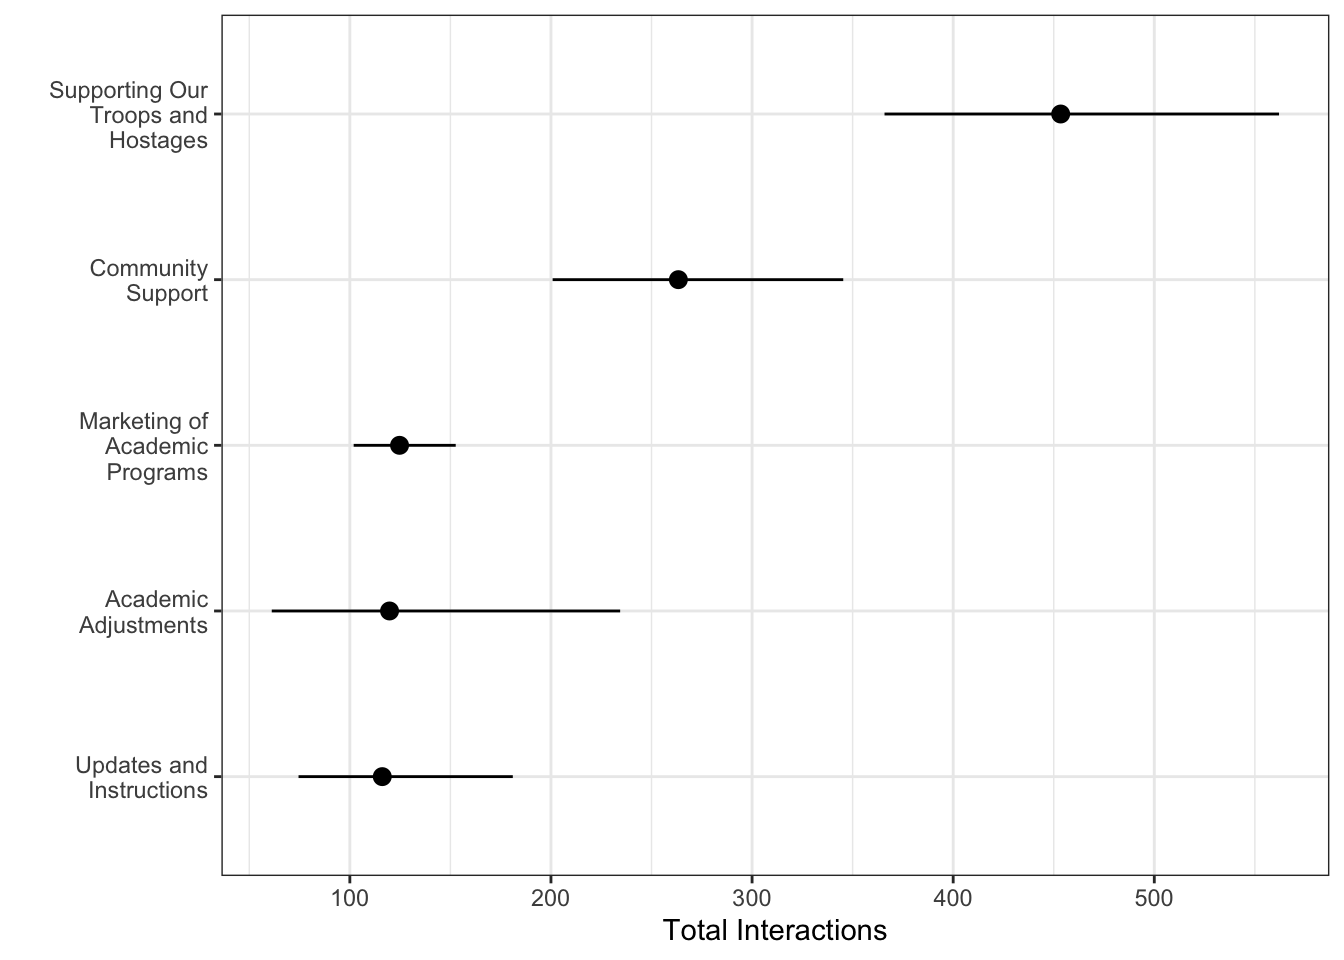 Supporting Our
Troops and
Hostages
Community
Support
Marketing of
Academic
Programs
Academic
Adjustments
Updates and
Instructions
100 200 300 400 500
Total Interactions